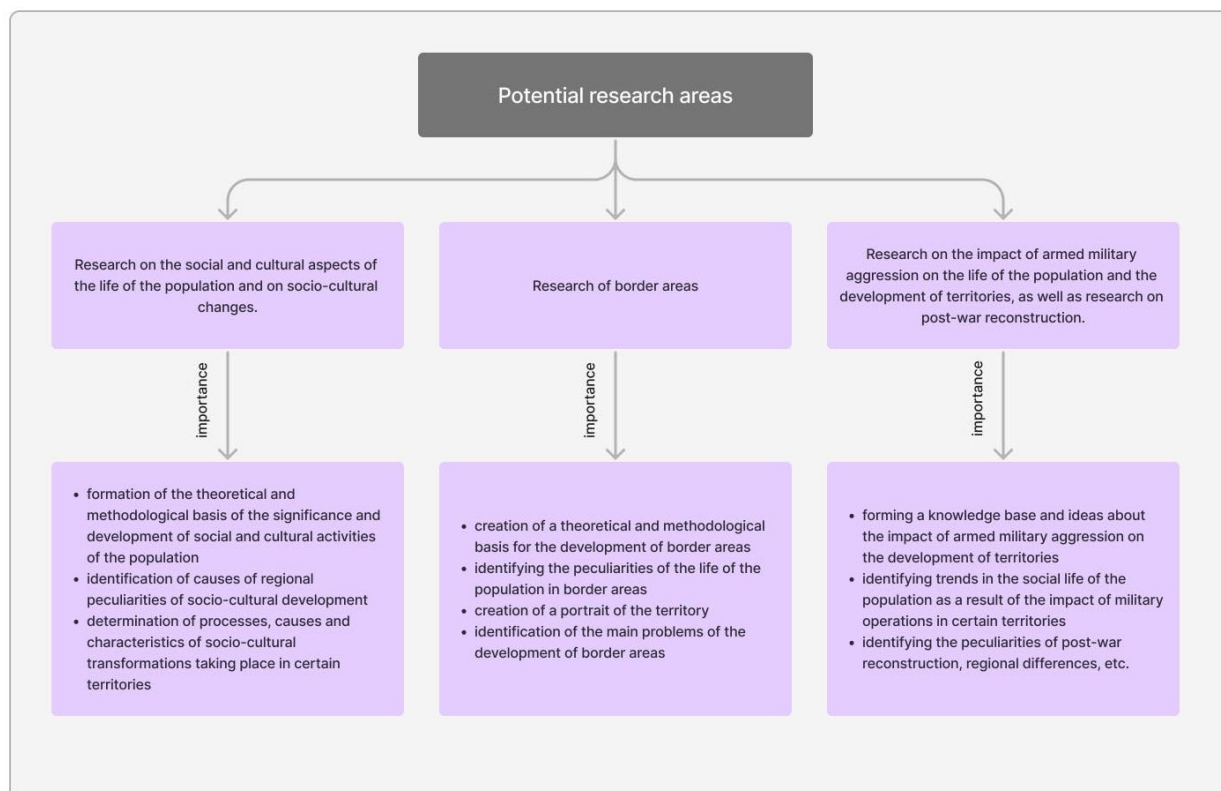 Potential research areas
Research on the social and cultural aspects of
the life of the population and on socio-cultural
changes.
Research of border areas
Research on the impact of armed military
aggression on the life of the population and the
development of territories, as well as research on
post-war reconstruction.
importance
importance
importance
• formation of the theoretical and
methodological basis of the significance and
development of social and cultural activities
of the population
• identification of causes of regional
peculiarities of socio-cultural development
• determination of processes, causes and
characteristics of socio-cultural
transformations taking place in certain
territories
• creation of a theoretical and methodological
basis for the development of border areas
• identifying the peculiarities of the life of the
population in border areas
• creation of a portrait of the territory
• identification of the main problems of the
development of border areas
• forming a knowledge base and ideas about
the impact of armed military aggression on
the development of territories
• identifying trends in the social life of the
population as a result of the impact of military
operations in certain territories
• identifying the peculiarities of post-war
reconstruction, regional differences, etc.